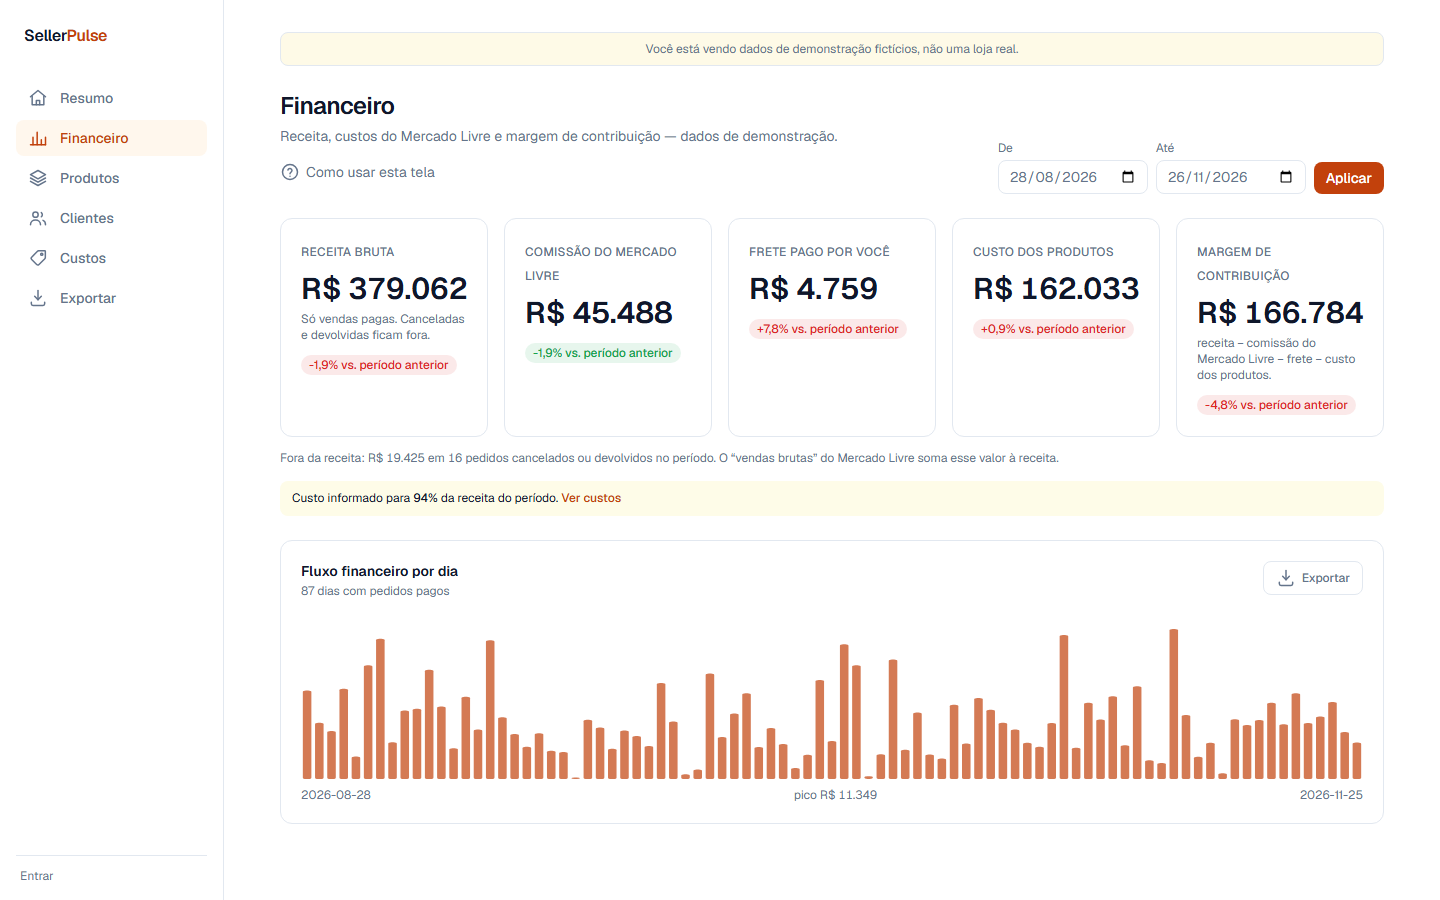 SellerPulse
Resumo
Financeiro
Produtos
Clientes
Custos
Exportar
Entrar
Você está vendo dados de demonstração fictícios, não uma loja real.
Financeiro
Receita, custos do Mercado Livre e margem de contribuição — dados de demonstração.
Como usar esta tela
De
28/08/2026
Até
26/11/2026
Aplicar
RECEITA BRUTA
R$ 379.062
Só vendas pagas. Canceladas
e devolvidas ficam fora.
-1,9% vs. período anterior
COMISSÃO DO MERCADO
LIVRE
R$ 45.488
-1,9% vs. período anterior
FRETE PAGO POR VOCÊ
R$ 4.759
+7,8% vs. período anterior
CUSTO DOS PRODUTOS
R$ 162.033
+0,9% vs. período anterior
MARGEM DE
CONTRIBUIÇÃO
R$ 166.784
receita – comissão do
Mercado Livre – frete – custo
dos produtos.
-4,8% vs. período anterior
Fora da receita: R$ 19.425 em 16 pedidos cancelados ou devolvidos no período. O “vendas brutas” do Mercado Livre soma esse valor à receita.
Custo informado para 94% da receita do período. Ver custos
Fluxo financeiro por dia
87 dias com pedidos pagos
Exportar
2026-08-28
pico R$ 11.349
2026-11-25